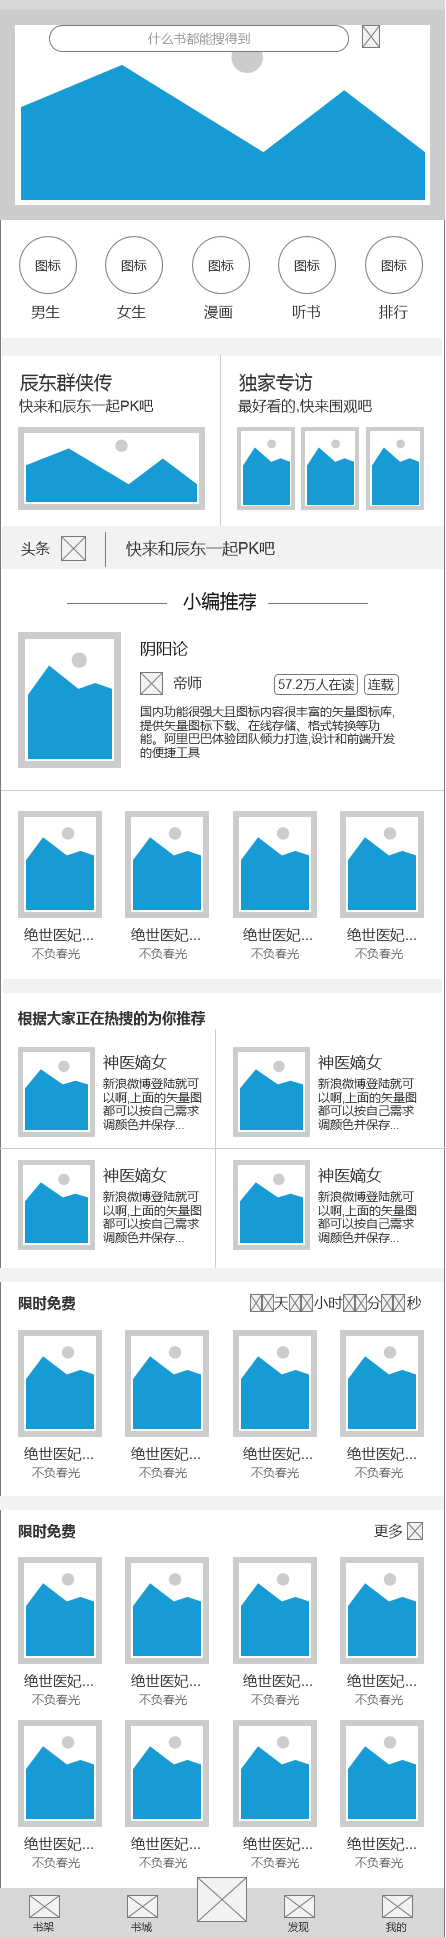 什么书都能搜得到
图标 图标 图标 图标 图标
男生 女生 漫画 听书 排行
辰东群侠传
快来和辰东一起PK吧
独家专访
最好看的,快来围观吧
头条 快来和辰东一起PK吧
小编推荐
阴阳论
帝师 57.2万人在读 连载
国内功能很强大且图标内容很丰富的矢量图标库,
提供矢量图标下载、在线存储、格式转换等功
能。阿里巴巴体验团队倾力打造,设计和前端开发
的便捷工具
绝世医妃... 绝世医妃... 绝世医妃... 绝世医妃...
不负春光 不负春光 不负春光 不负春光
根据大家正在热搜的为你推荐
神医嫡女
新浪微博登陆就可
以啊,上面的矢量图
都可以按自己需求
调颜色并保存...
神医嫡女
新浪微博登陆就可
以啊,上面的矢量图
都可以按自己需求
调颜色并保存...
神医嫡女
新浪微博登陆就可
以啊,上面的矢量图
都可以按自己需求
调颜色并保存...
神医嫡女
新浪微博登陆就可
以啊,上面的矢量图
都可以按自己需求
调颜色并保存...
限时免费 天 小时 分 秒
绝世医妃... 绝世医妃... 绝世医妃... 绝世医妃...
不负春光 不负春光 不负春光 不负春光
限时免费 更多
绝世医妃... 绝世医妃... 绝世医妃... 绝世医妃...
不负春光 不负春光 不负春光 不负春光
绝世医妃... 绝世医妃... 绝世医妃... 绝世医妃...
不负春光 不负春光 不负春光 不负春光
书架 书城 发现 我的